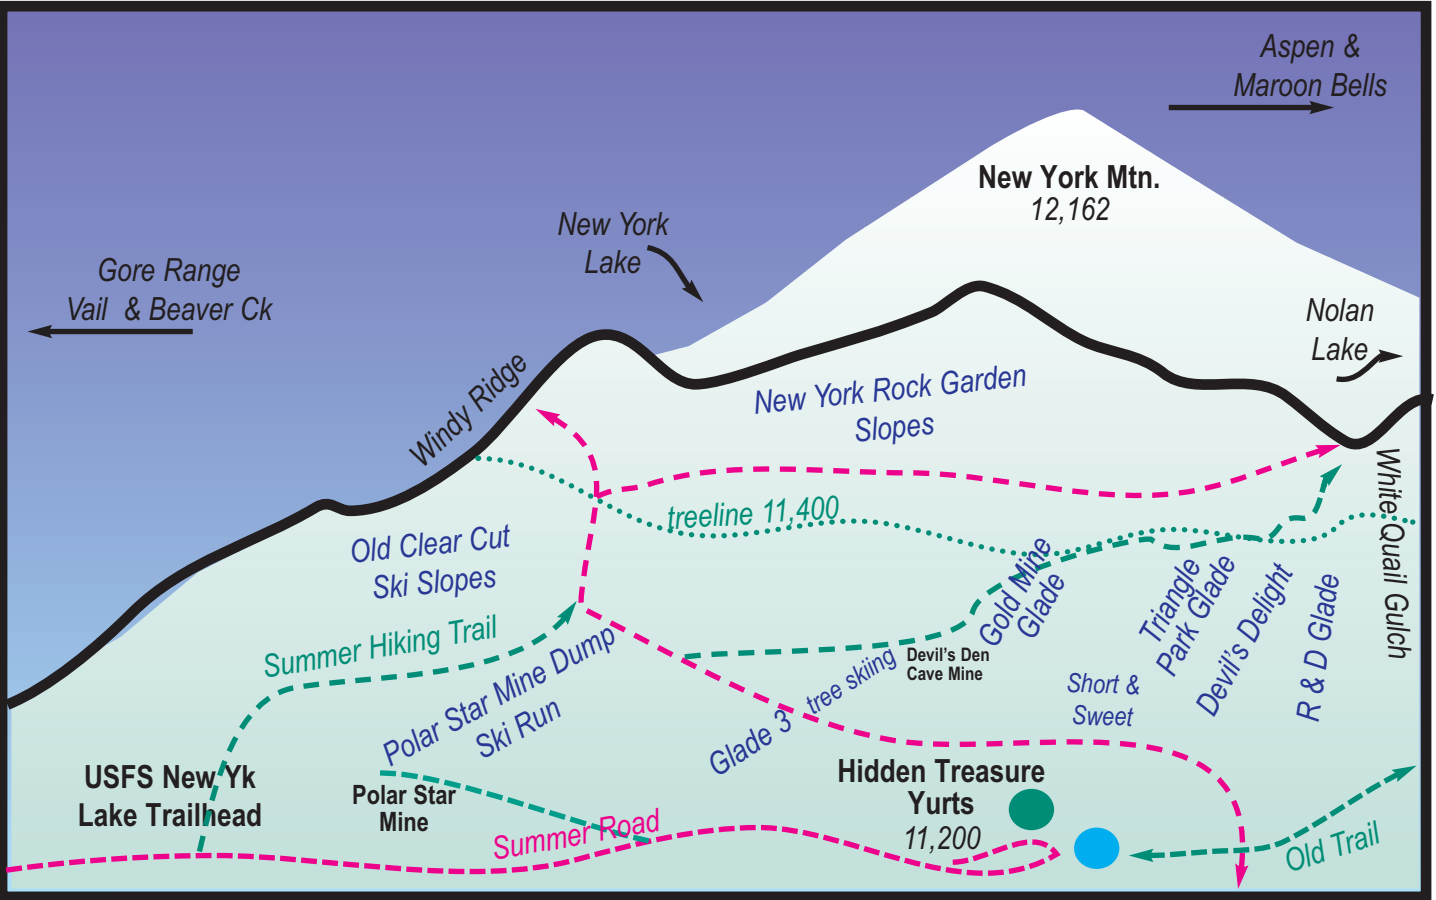 Aspen &
Maroon Bells
New York Mtn.
12,162
New York
Lake
Gore Range
Vail & Beaver Ck
Nolan
Lake
Windy Ridge
New York Rock Garden
Slopes
treeline 11,400
Old Clear Cut
Ski Slopes
White Quail Gulch
Gold Mine
Glade
Triangle
Park Glade
Devil's Delight
R & D Glade
Summer Hiking Trail
Polar Star Mine Dump
Ski Run
Glade 3
tree skiing
Devil's Den
Cave Mine
Short &
Sweet
USFS New Yk
Lake Trailhead
Polar Star
Mine
Hidden Treasure
Yurts
11,200
Summer Road
Old Trail